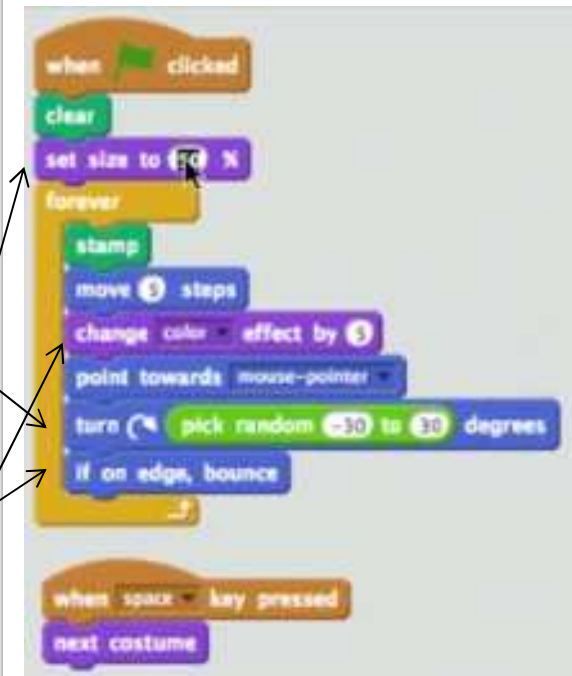 when clicked
clear
set size to %
forever
stamp
move 5 steps
change color effect by 5
point towards mouse-pointer
turn pick random -30 to 30 degrees
if on edge, bounce
when space key pressed
next costume